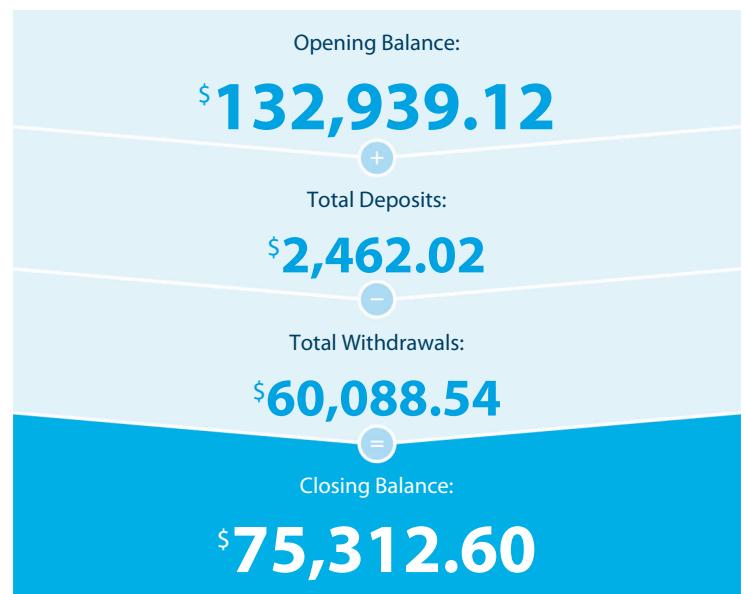 Opening Balance:
$132,939.12
+
Total Deposits:
$2,462.02
−
Total Withdrawals:
$60,088.54
=
Closing Balance:
$75,312.60